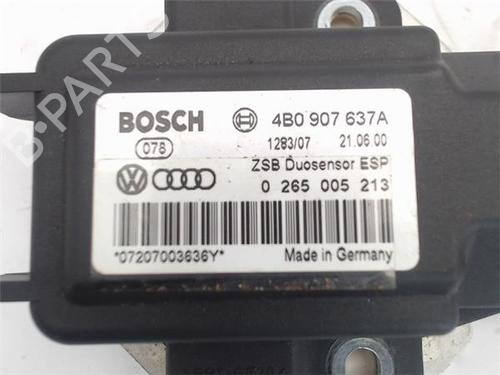 BOSCH 4B0 907 637A
078 1283/07 21.06.00
ZSB Duosensor ESP
0 265 005 213
*07207003636Y* Made in Germany
B-PARTS